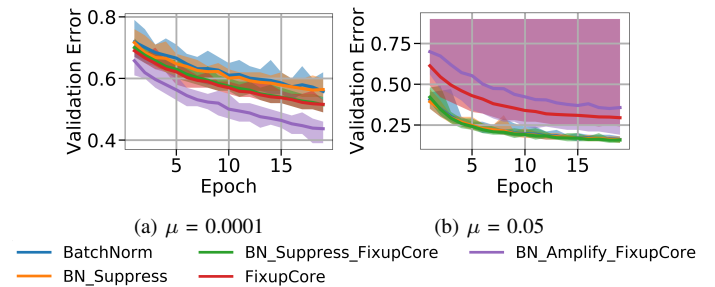 0.8
0.6
0.4
Validation Error
5 10 15
Epoch
(a) μ = 0.0001
0.75
0.50
0.25
Validation Error
5 10 15
Epoch
(b) μ = 0.05
BatchNorm
BN_Suppress
BN_Suppress_FixupCore
FixupCore
BN_Amplify_FixupCore